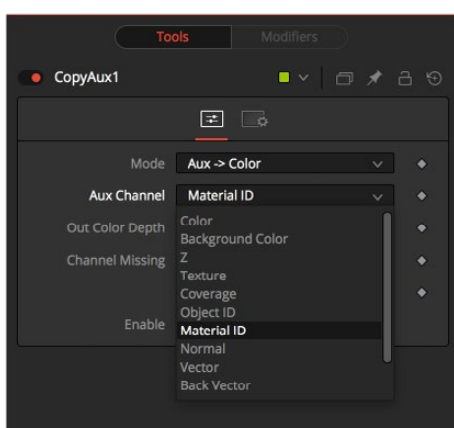 Tools Modifiers
CopyAux1
Mode Aux -> Color
Aux Channel Material ID
Out Color Depth Color
Background Color
Channel Missing Z
Texture
Coverage
Object ID
Enable Material ID
Normal
Vector
Back Vector